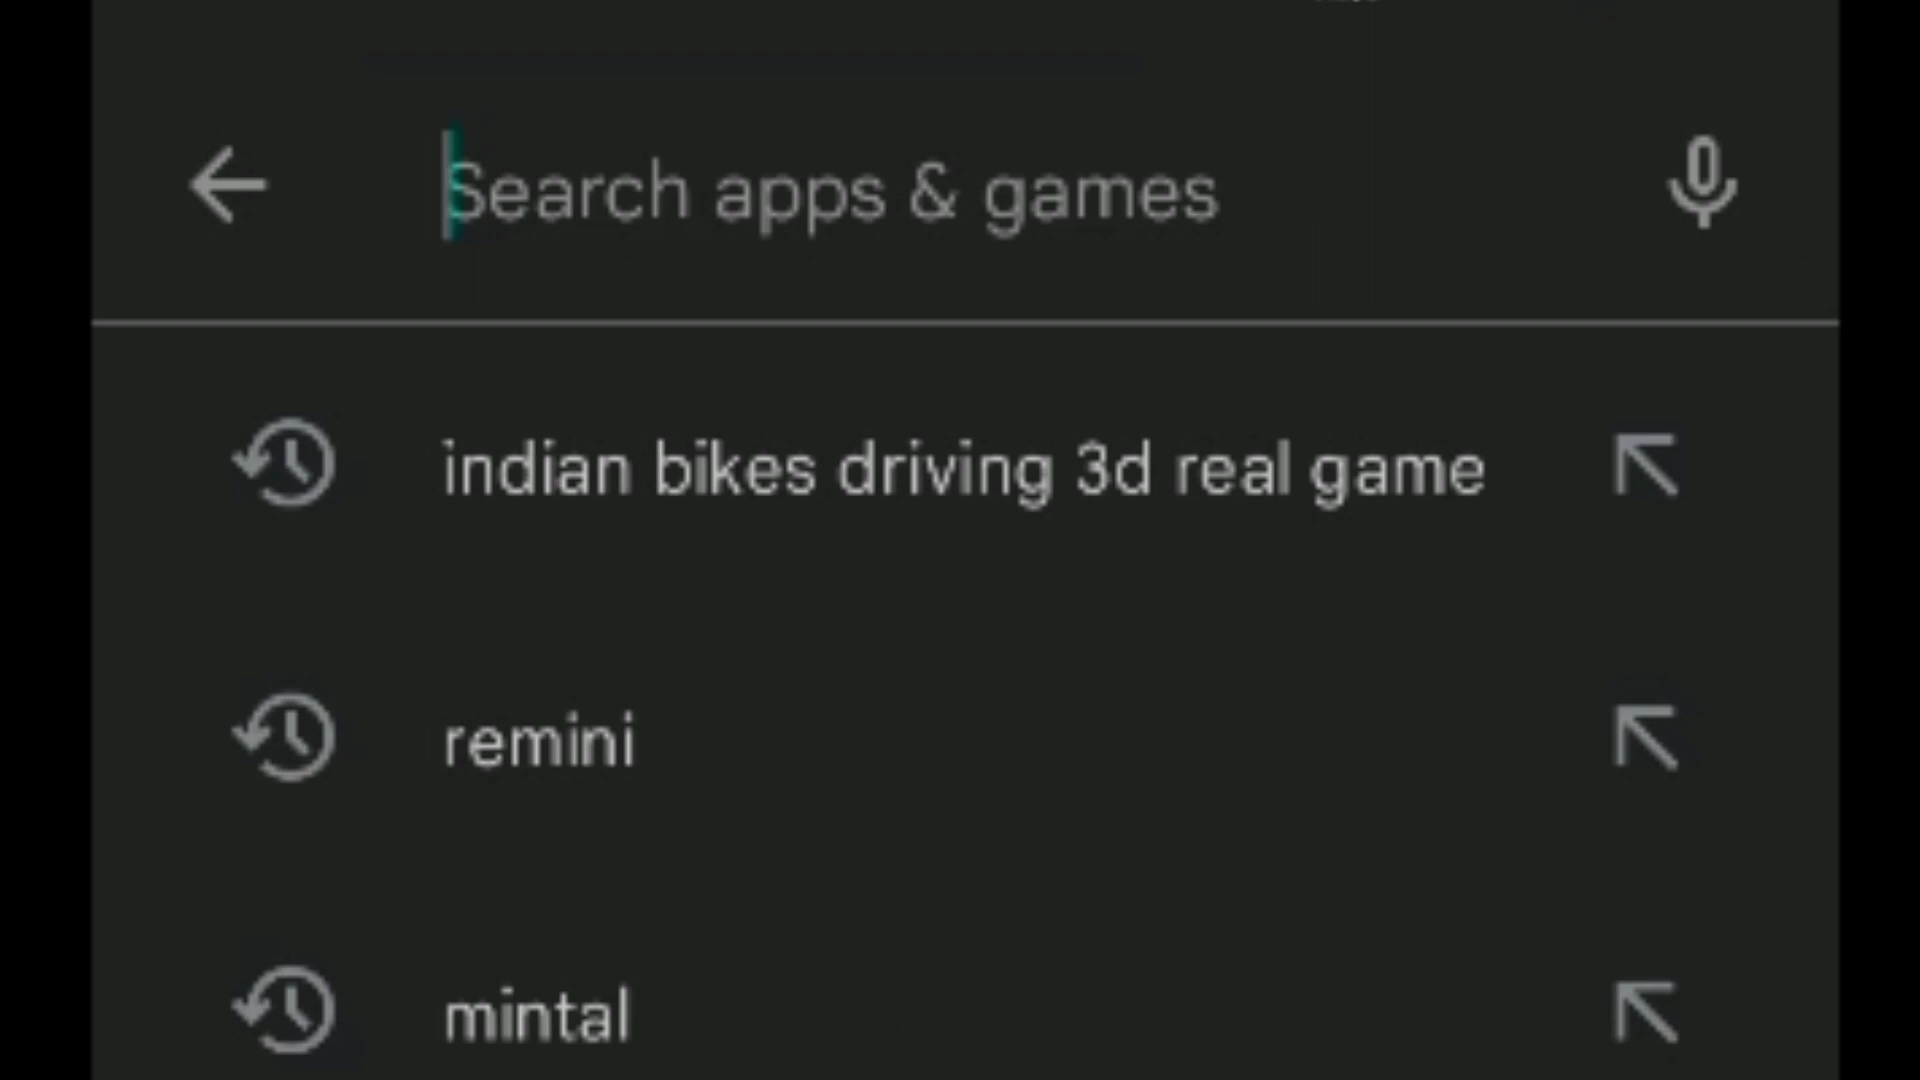 Search apps & games
indian bikes driving 3d real game
remini
mintal